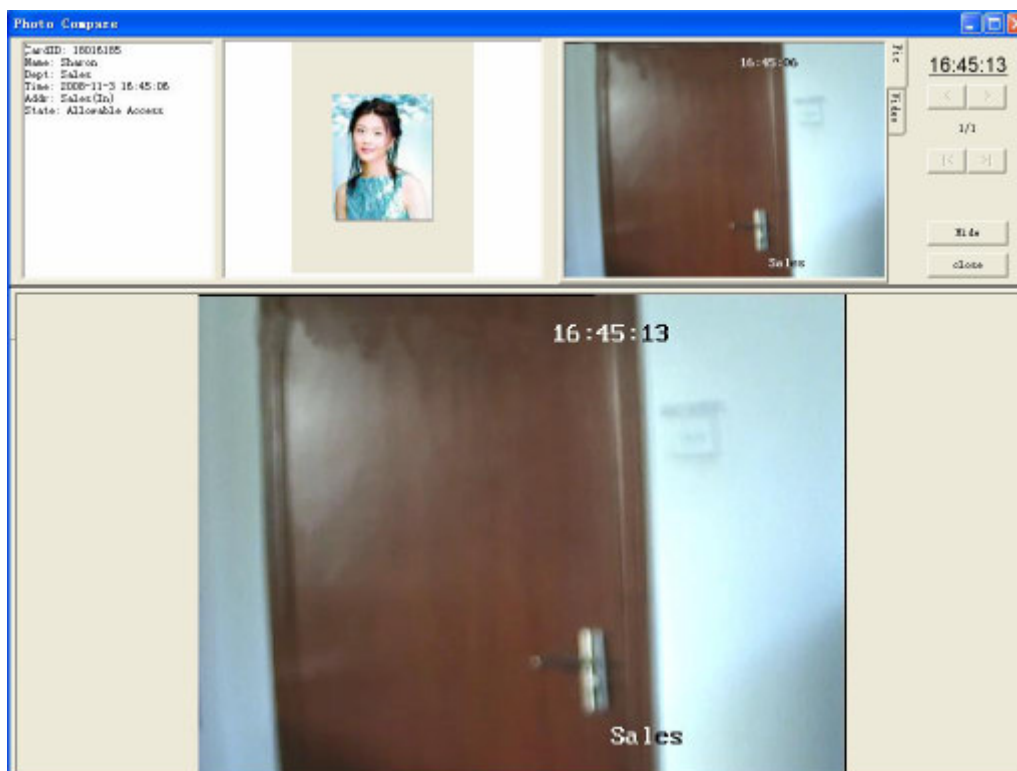 Photo Compare
CardID: 18016185
Name: Sharon
Dept: Sales
Time: 2008-11-3 16:45:06
Addr: Sales(In)
State: Allowable Access
16:45:06
Sales
Pic
Video
16:45:13
<
>
1/1
|<
>|
Hide
close
16:45:13
Sales